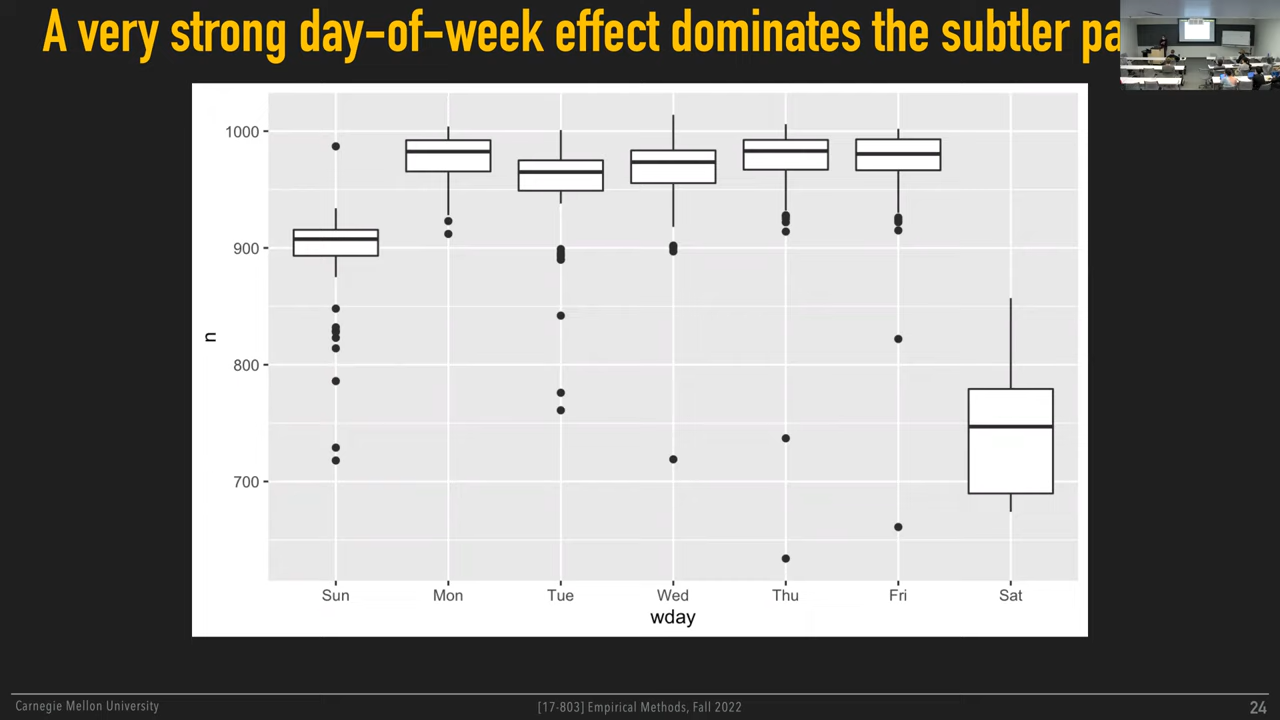 A very strong day-of-week effect dominates the subtler
1000
900
800
700
n
Sun Mon Tue Wed Thu Fri Sat
wday
Carnegie Mellon University
[17-803] Empirical Methods, Fall 2022
24